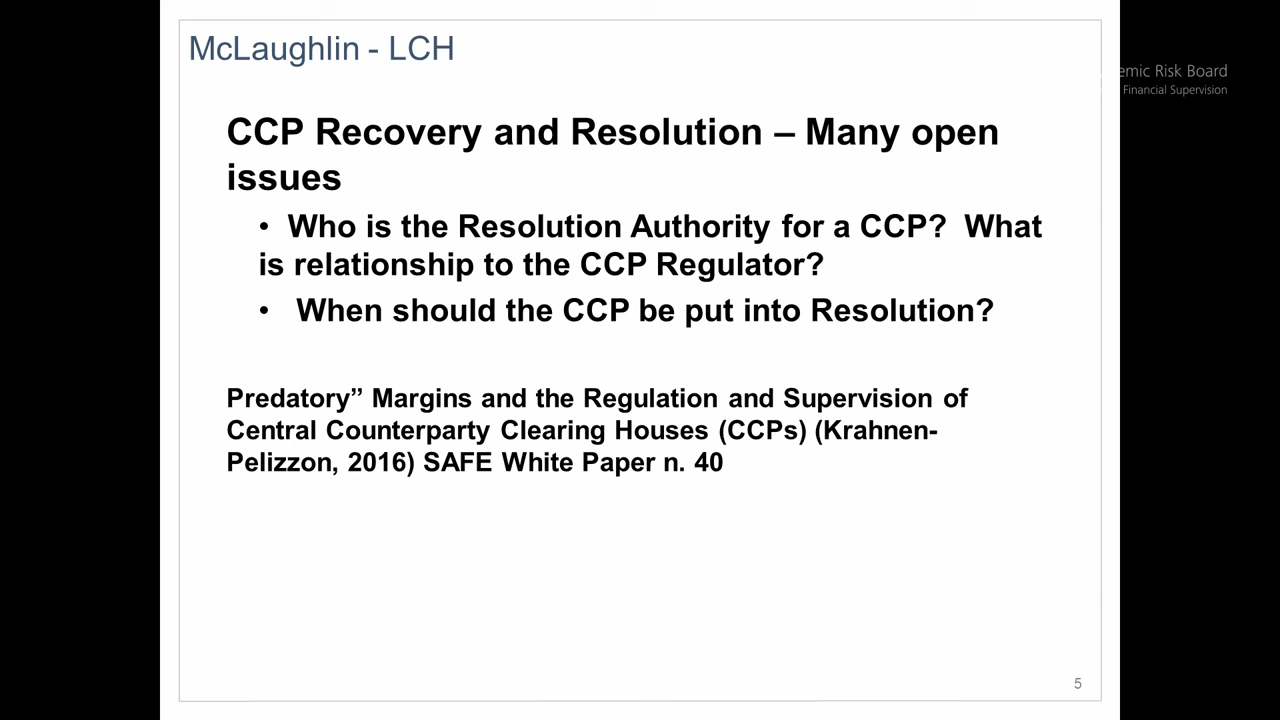 McLaughlin - LCH
emic Risk Board
Financial Supervision
CCP Recovery and Resolution – Many open
issues
• Who is the Resolution Authority for a CCP? What
is relationship to the CCP Regulator?
• When should the CCP be put into Resolution?
Predatory” Margins and the Regulation and Supervision of
Central Counterparty Clearing Houses (CCPs) (Krahnen-
Pelizzon, 2016) SAFE White Paper n. 40
5